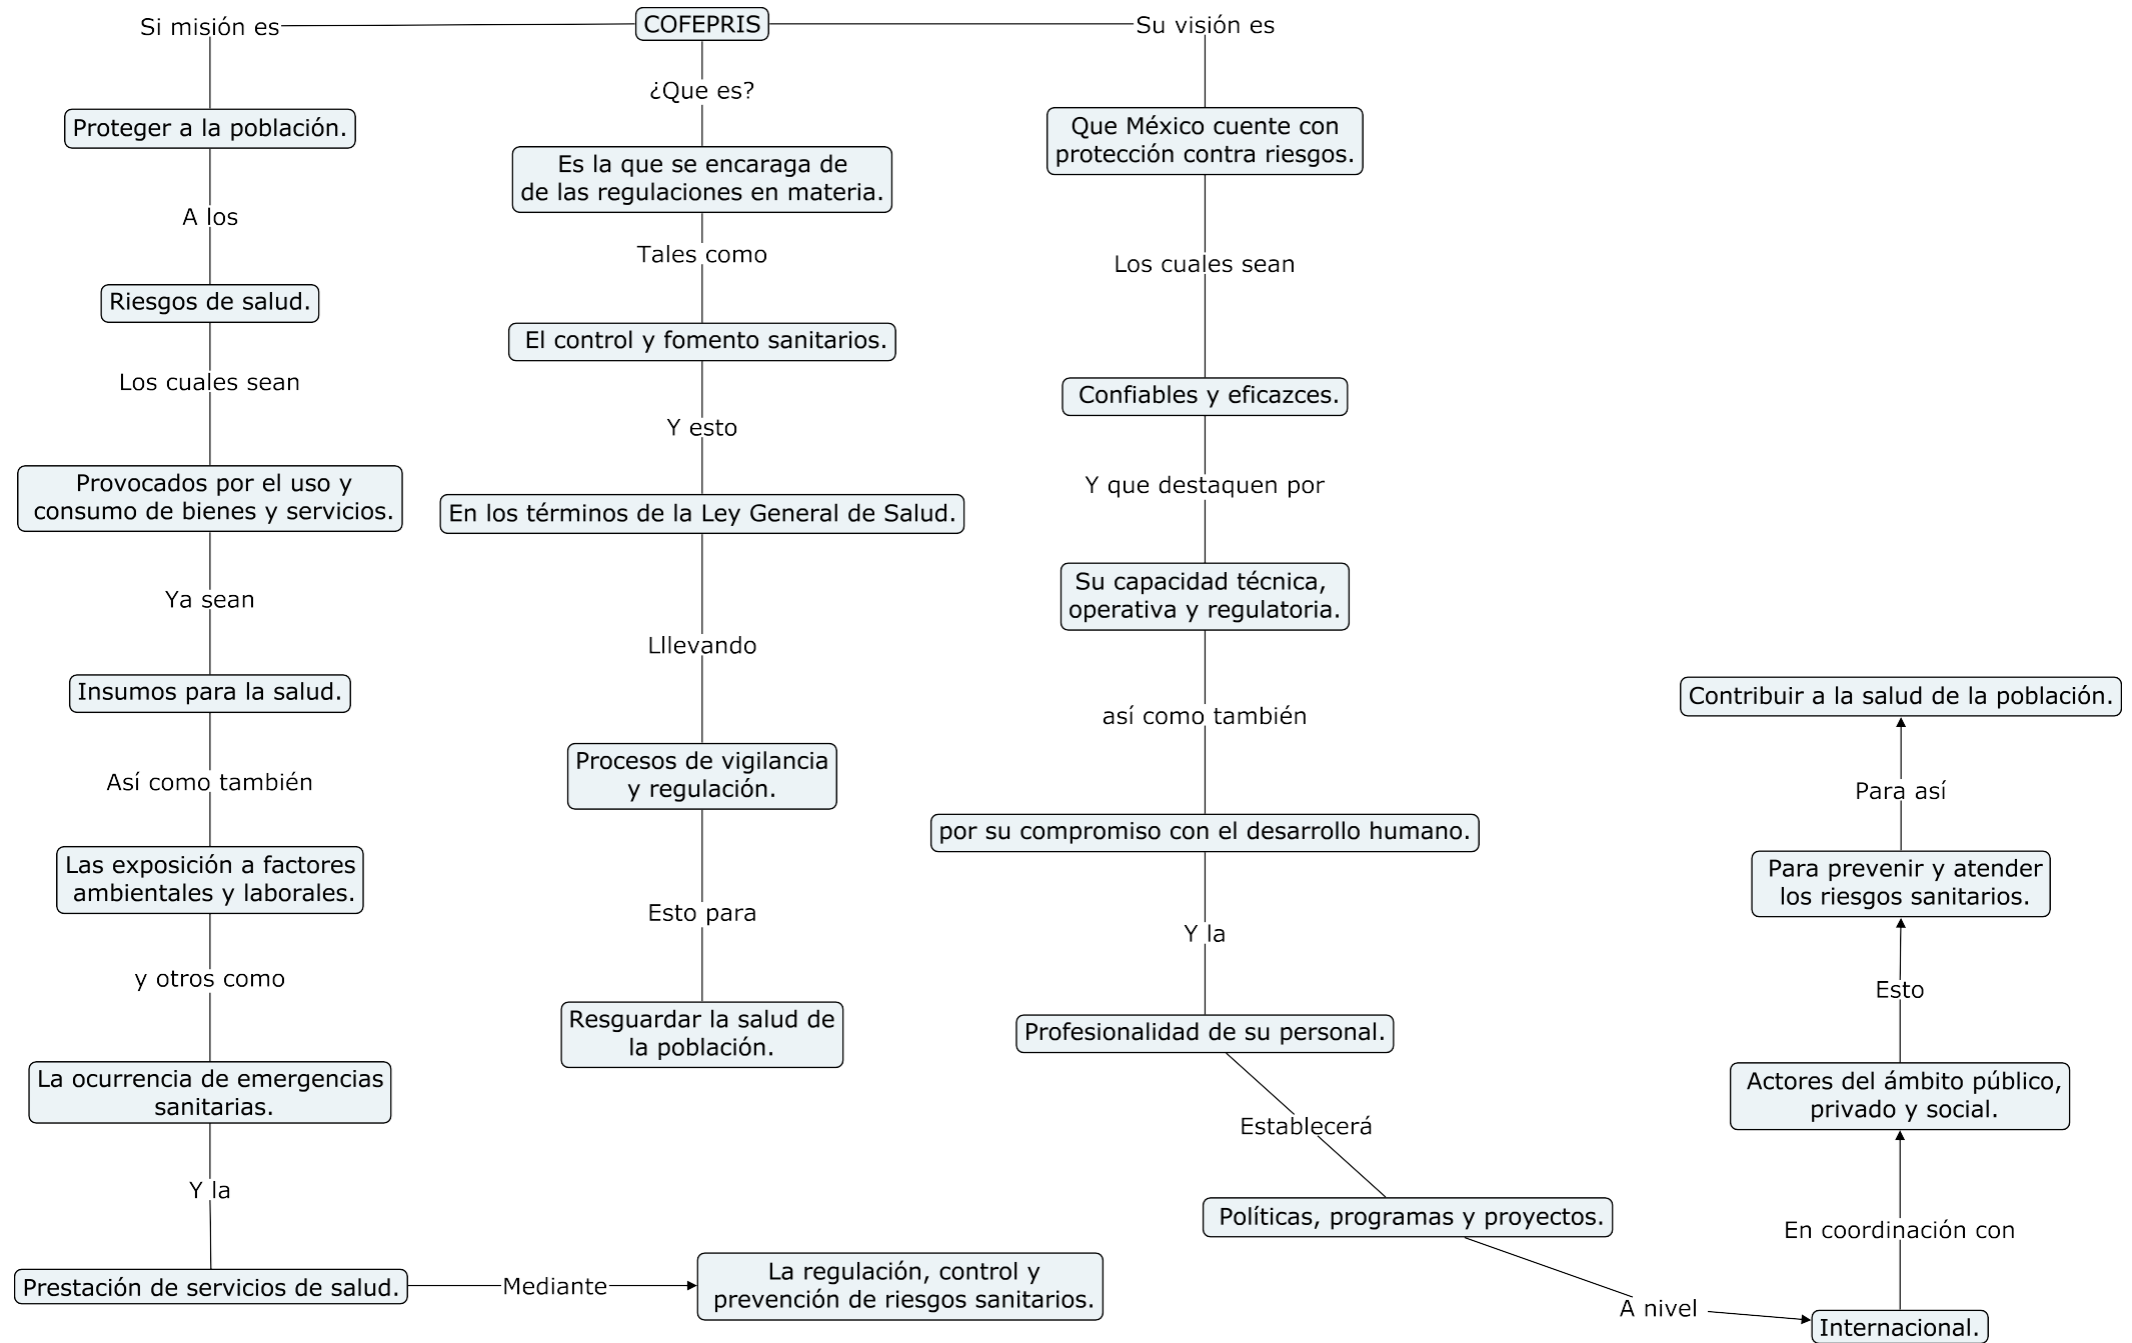 COFEPRIS
Si misión es
Proteger a la población.
A los
Riesgos de salud.
Los cuales sean
Provocados por el uso y
consumo de bienes y servicios.
Ya sean
Insumos para la salud.
Así como también
Las exposición a factores
ambientales y laborales.
y otros como
La ocurrencia de emergencias
sanitarias.
Y la
Prestación de servicios de salud.
Mediante
La regulación, control y
prevención de riesgos sanitarios.
¿Que es?
Es la que se encaraga de
de las regulaciones en materia.
Tales como
El control y fomento sanitarios.
Y esto
En los términos de la Ley General de Salud.
Lllevando
Procesos de vigilancia
y regulación.
Esto para
Resguardar la salud de
la población.
Su visión es
Que México cuente con
protección contra riesgos.
Los cuales sean
Confiables y eficazces.
Y que destaquen por
Su capacidad técnica,
operativa y regulatoria.
así como también
por su compromiso con el desarrollo humano.
Y la
Profesionalidad de su personal.
Establecerá
Políticas, programas y proyectos.
A nivel
Internacional.
En coordinación con
Actores del ámbito público,
privado y social.
Esto
Para prevenir y atender
los riesgos sanitarios.
Para así
Contribuir a la salud de la población.